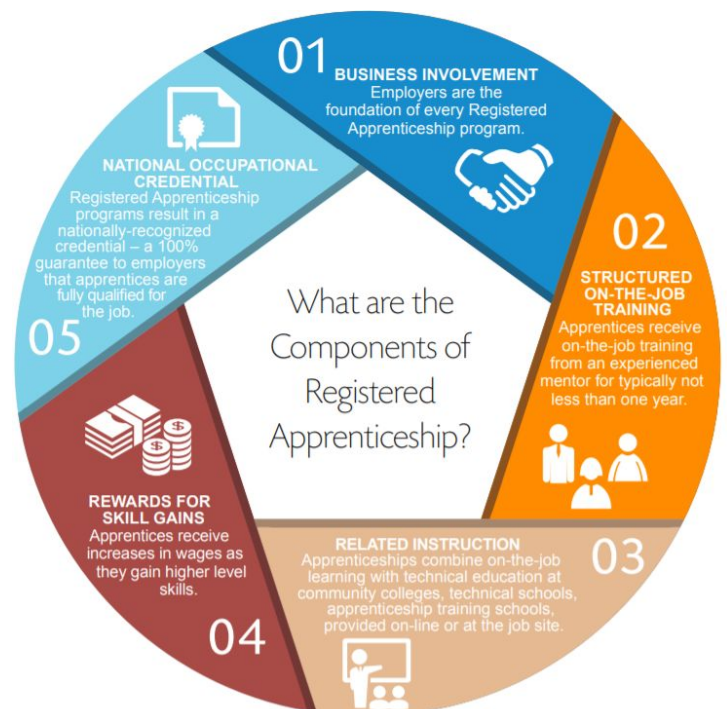 What are the
Components of
Registered
Apprenticeship?
01
BUSINESS INVOLVEMENT
Employers are the
foundation of every Registered
Apprenticeship program.
02
STRUCTURED
ON-THE-JOB
TRAINING
Apprentices receive
on-the-job training
from an experienced
mentor for typically not
less than one year.
03
RELATED INSTRUCTION
Apprenticeships combine on-the-job
learning with technical education at
community colleges, technical schools,
apprenticeship training schools,
provided on-line or at the job site.
04
$
$
REWARDS FOR
SKILL GAINS
Apprentices receive
increases in wages as
they gain higher level
skills.
05
NATIONAL OCCUPATIONAL
CREDENTIAL
Registered Apprenticeship
programs result in a
nationally-recognized
credential – a 100%
guarantee to employers
that apprentices are
fully qualified for
the job.